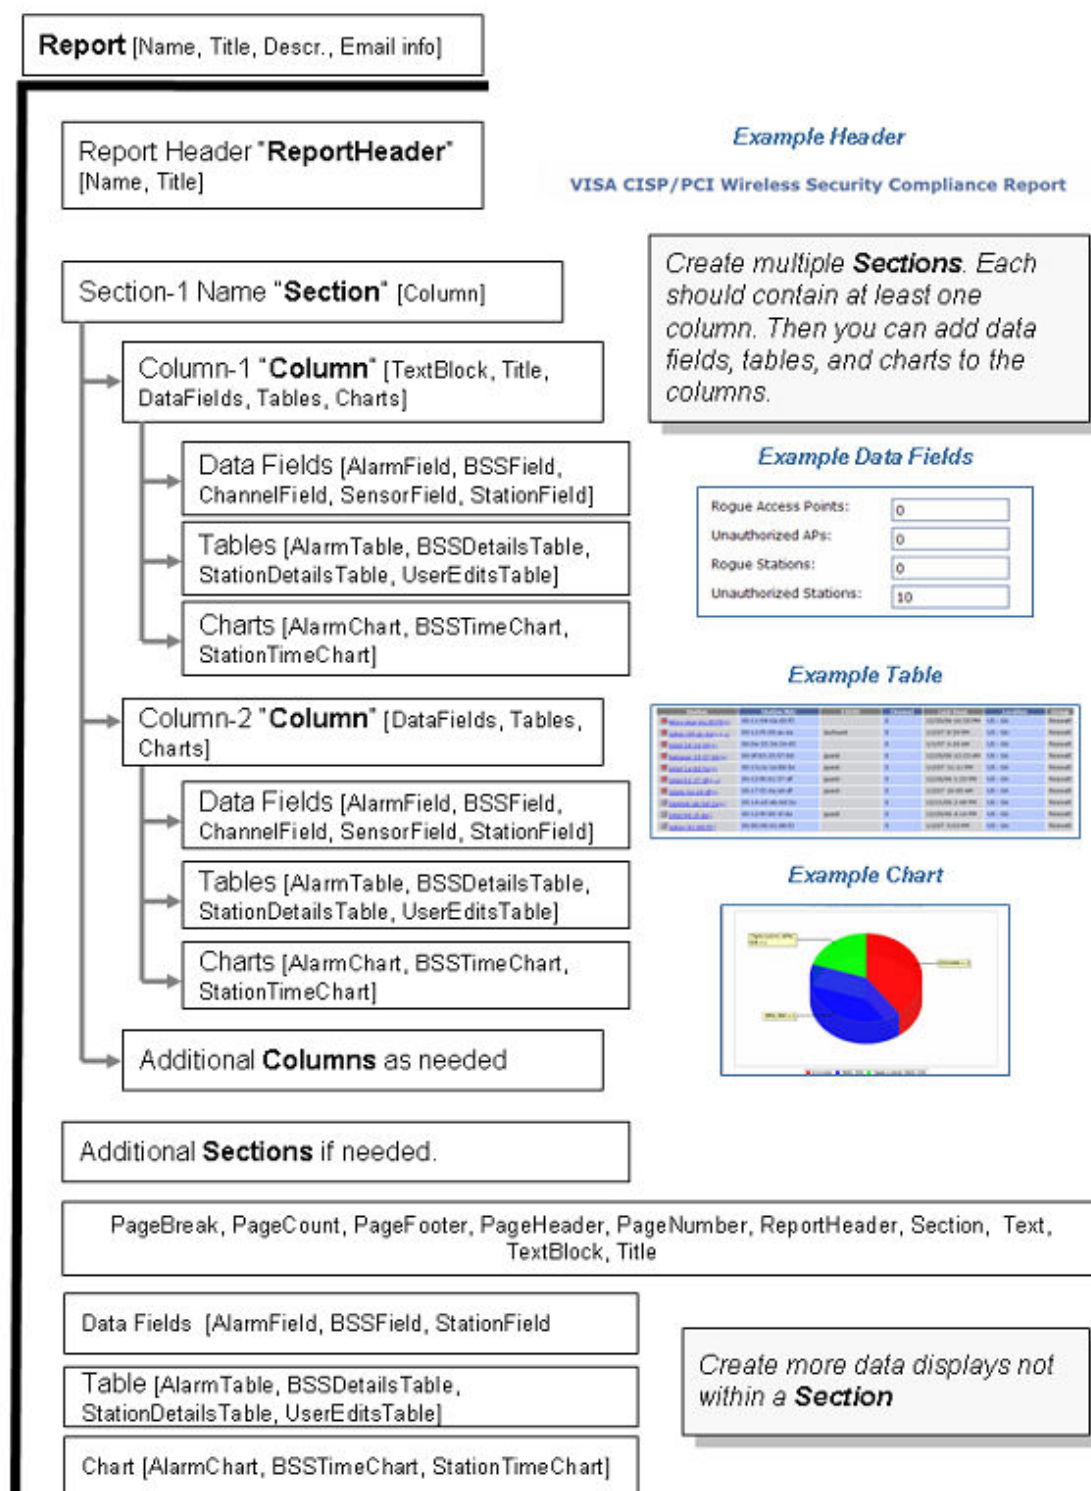 Report [Name, Title, Descr., Email info]
Report Header "ReportHeader"
[Name, Title]
Example Header
VISA CISP/PCI Wireless Security Compliance Report
Section-1 Name "Section" [Column]
Create multiple Sections. Each
should contain at least one
column. Then you can add data
fields, tables, and charts to the
columns.
Column-1 "Column" [TextBlock, Title,
DataFields, Tables, Charts]
Data Fields [AlarmField, BSSField,
ChannelField, SensorField, StationField]
Tables [AlarmTable, BSSDetailsTable,
StationDetailsTable, UserEditsTable]
Charts [AlarmChart, BSSTimeChart,
StationTimeChart]
Example Data Fields
Rogue Access Points: 0
Unauthorized APs: 0
Rogue Stations: 0
Unauthorized Stations: 10
Column-2 "Column" [DataFields, Tables,
Charts]
Data Fields [AlarmField, BSSField,
ChannelField, SensorField, StationField]
Tables [AlarmTable, BSSDetailsTable,
StationDetailsTable, UserEditsTable]
Charts [AlarmChart, BSSTimeChart,
StationTimeChart]
Example Table
Example Chart
Additional Columns as needed
Additional Sections if needed.
PageBreak, PageCount, PageFooter, PageHeader, PageNumber, ReportHeader, Section, Text,
TextBlock, Title
Data Fields [AlarmField, BSSField, StationField
Table [AlarmTable, BSSDetailsTable,
StationDetailsTable, UserEditsTable]
Chart [AlarmChart, BSSTimeChart, StationTimeChart]
Create more data displays not
within a Section